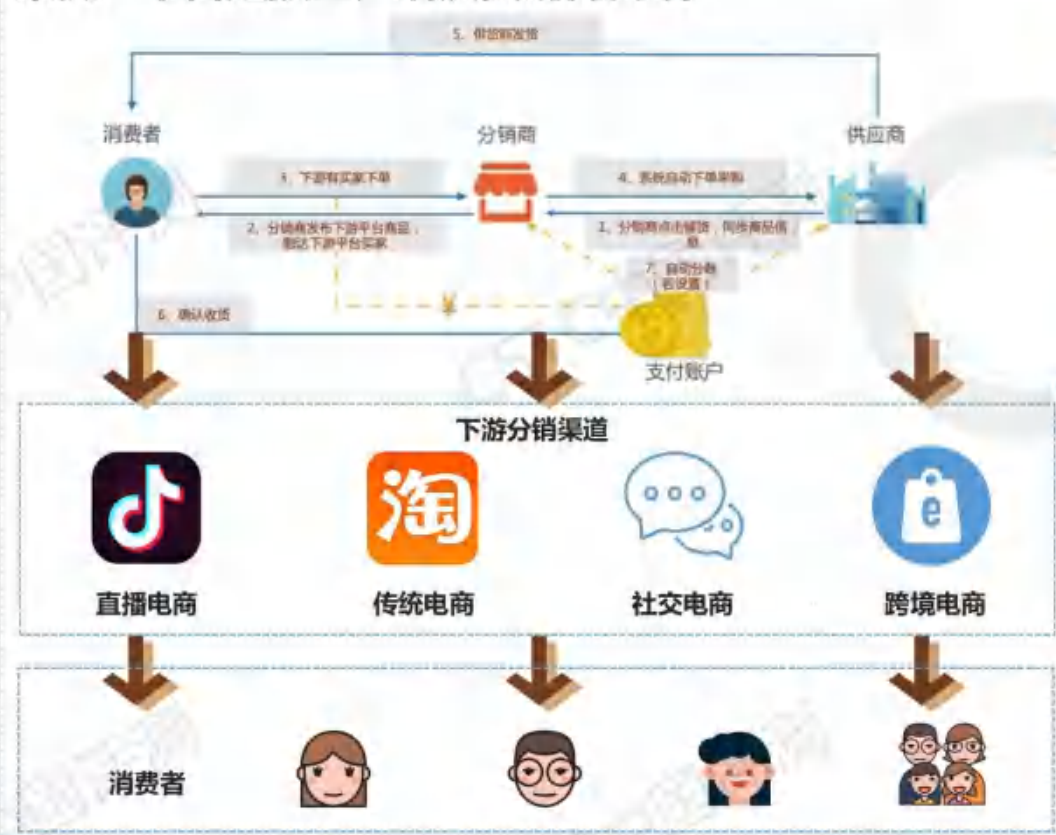 5、供货商发货
消费者
分销商
供应商
3、下游有买家下单
4、系统自动下单采购
2、分销商发布下游平台商品，
触达下游平台买家
1、分销商点击铺货，同步商品信
息
7、自动分账
（若设置）
¥
6、确认收货
支付账户
下游分销渠道
淘
e
直播电商
传统电商
社交电商
跨境电商
消费者